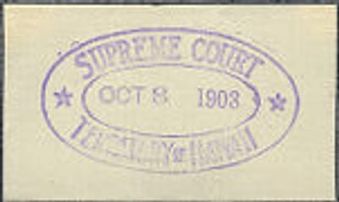 SUPREME COURT
OCT 8 1903
TERRITORY OF HAWAII